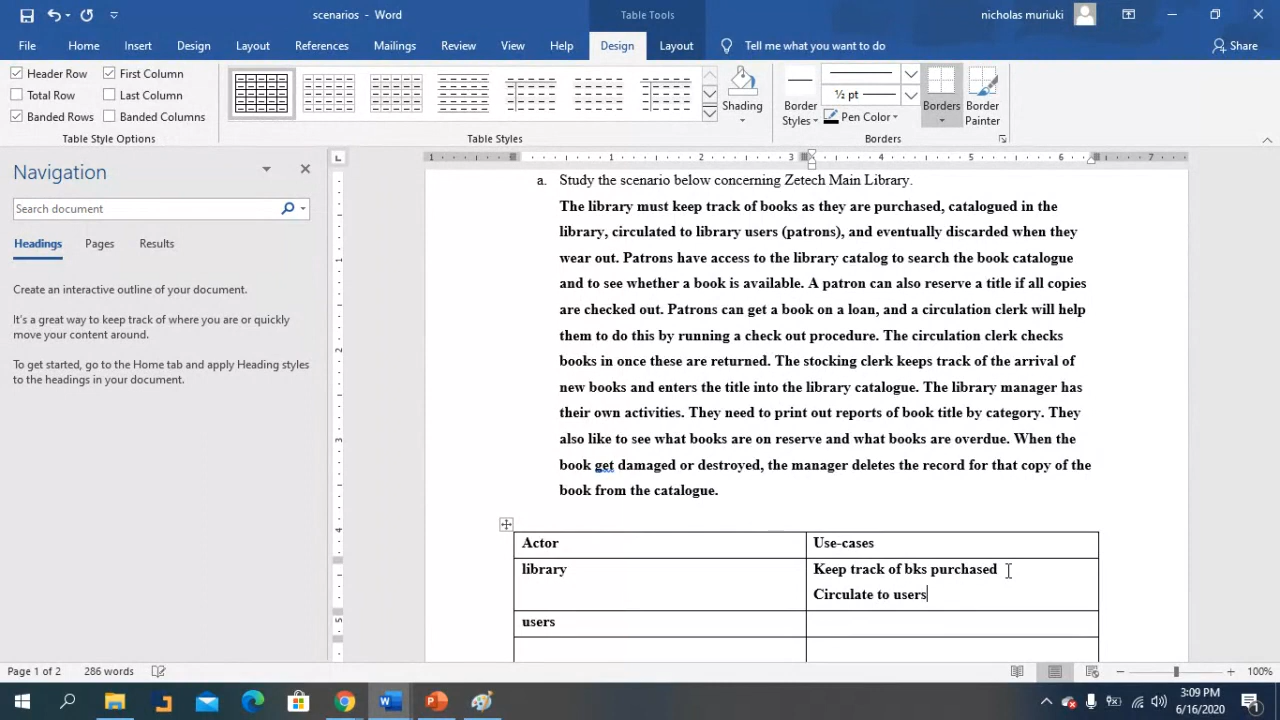 scenarios - Word
Table Tools
nicholas muriuki
File Home Insert Design Layout References Mailings Review View Help Design Layout Tell me what you want to do Share
Header Row First Column
Total Row Last Column
Banded Rows Banded Columns
Table Style Options
Table Styles
Shading
Border Styles
½ pt
Pen Color
Borders
Border Painter
Borders
Navigation
Search document
Headings Pages Results
Create an interactive outline of your document.
It's a great way to keep track of where you are or quickly
move your content around.
To get started, go to the Home tab and apply Heading styles
to the headings in your document.
1 1 2 3 4 5 6 7
1
2
3
4
5
a. Study the scenario below concerning Zetech Main Library.
The library must keep track of books as they are purchased, catalogued in the
library, circulated to library users (patrons), and eventually discarded when they
wear out. Patrons have access to the library catalog to search the book catalogue
and to see whether a book is available. A patron can also reserve a title if all copies
are checked out. Patrons can get a book on a loan, and a circulation clerk will help
them to do this by running a check out procedure. The circulation clerk checks
books in once these are returned. The stocking clerk keeps track of the arrival of
new books and enters the title into the library catalogue. The library manager has
their own activities. They need to print out reports of book title by category. They
also like to see what books are on reserve and what books are overdue. When the
book get damaged or destroyed, the manager deletes the record for that copy of the
book from the catalogue.
Actor Use-cases
library Keep track of bks purchased
Circulate to users
users
Page 1 of 2 286 words
100%
3:09 PM
6/16/2020
1